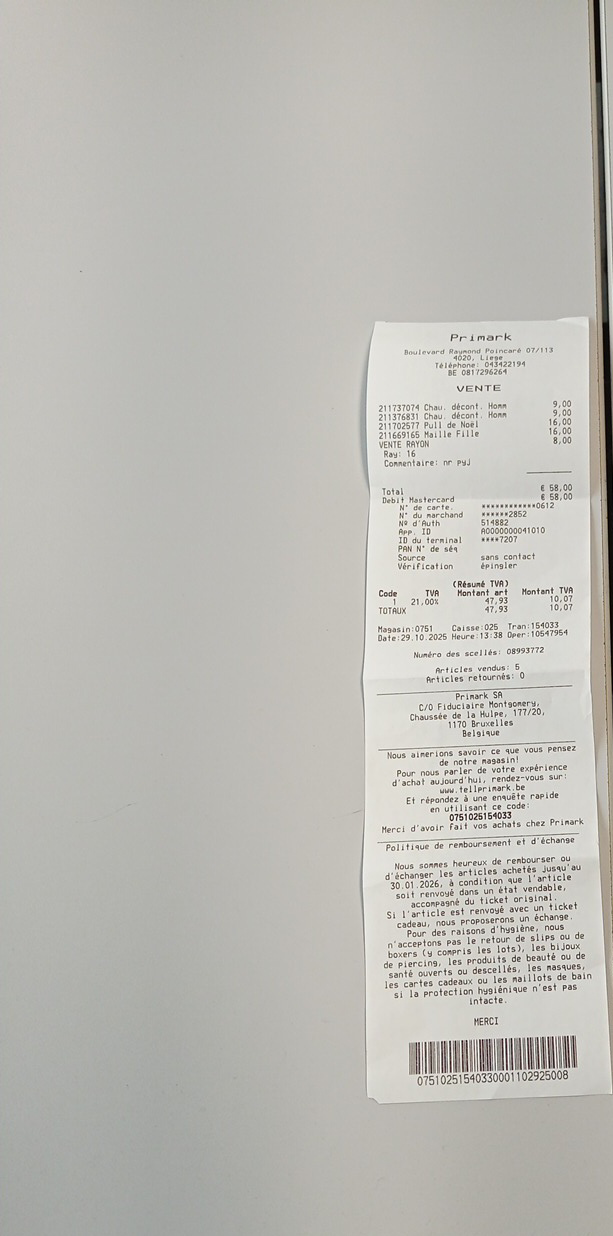 Primark
Boulevard Raymond Poincaré 07/113
4020, Liege
Téléphone: 043422194
BE 0817296264
VENTE
211737074 Chau. décont. Homm 9,00
211376831 Chau. décont. Homm 9,00
211702577 Pull de Noël 16,00
211669165 Maille Fille 16,00
VENTE RAYON 8,00
Ray: 16
Commentaire: nr pyJ
Total € 58,00
Debit Mastercard € 58,00
N° de carte. ************0612
N° du marchand ******2852
Nº d'Auth 514882
App. ID A0000000041010
ID du terminal ****7207
PAN N° de séq
Source sans contact
Vérification épingler
(Résumé TVA)
Code TVA Montant art Montant TVA
1 21,00% 47,93 10,07
TOTAUX 47,93 10,07
Magasin:0751 Caisse:025 Tran:154033
Date:29.10.2025 Heure:13:38 Oper:10547954
Numéro des scellés: 08993772
Articles vendus: 5
Articles retournés: 0
Primark SA
C/O Fiduciaire Montgomery,
Chaussée de la Hulpe, 177/20,
1170 Bruxelles
Belgique
Nous aimerions savoir ce que vous pensez
de notre magasin!
Pour nous parler de votre expérience
d'achat aujourd'hui, rendez-vous sur:
www.tellprimark.be
Et répondez à une enquête rapide
en utilisant ce code:
0751025154033
Merci d'avoir fait vos achats chez Primark
Politique de remboursement et d'échange
Nous sommes heureux de rembourser ou
d'échanger les articles achetés jusqu'au
30.01.2026, à condition que l'article
soit renvoyé dans un état vendable,
accompagné du ticket original.
Si l'article est renvoyé avec un ticket
cadeau, nous proposerons un échange.
Pour des raisons d'hygiène, nous
n'acceptons pas le retour de slips ou de
boxers (y compris les lots), les bijoux
de piercing, les produits de beauté ou de
santé ouverts ou descellés, les masques,
les cartes cadeaux ou les maillots de bain
si la protection hygiénique n'est pas
intacte.
MERCI
07510251540330001102925008